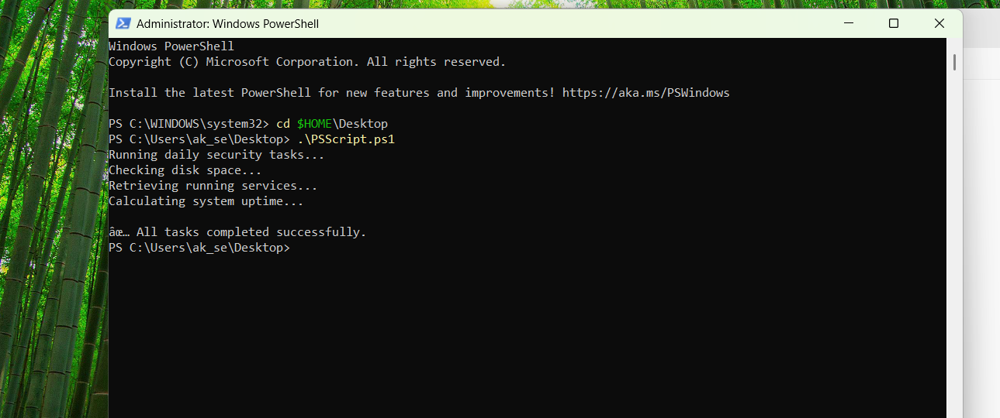 Administrator: Windows PowerShell
Windows PowerShell
Copyright (C) Microsoft Corporation. All rights reserved.
Install the latest PowerShell for new features and improvements! https://aka.ms/PSWindows
PS C:\WINDOWS\system32> cd $HOME\Desktop
PS C:\Users\ak_se\Desktop> .\PSScript.ps1
Running daily security tasks...
Checking disk space...
Retrieving running services...
Calculating system uptime...
âœ… All tasks completed successfully.
PS C:\Users\ak_se\Desktop>